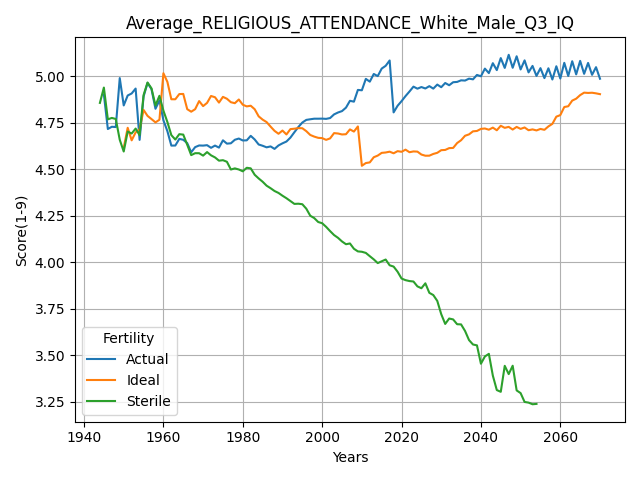 Average_RELIGIOUS_ATTENDANCE_White_Male_Q3_IQ
Score(1-9)
5.00
4.75
4.50
4.25
4.00
3.75
3.50
3.25
Fertility
Actual
Ideal
Sterile
1940 1960 1980 2000 2020 2040 2060
Years